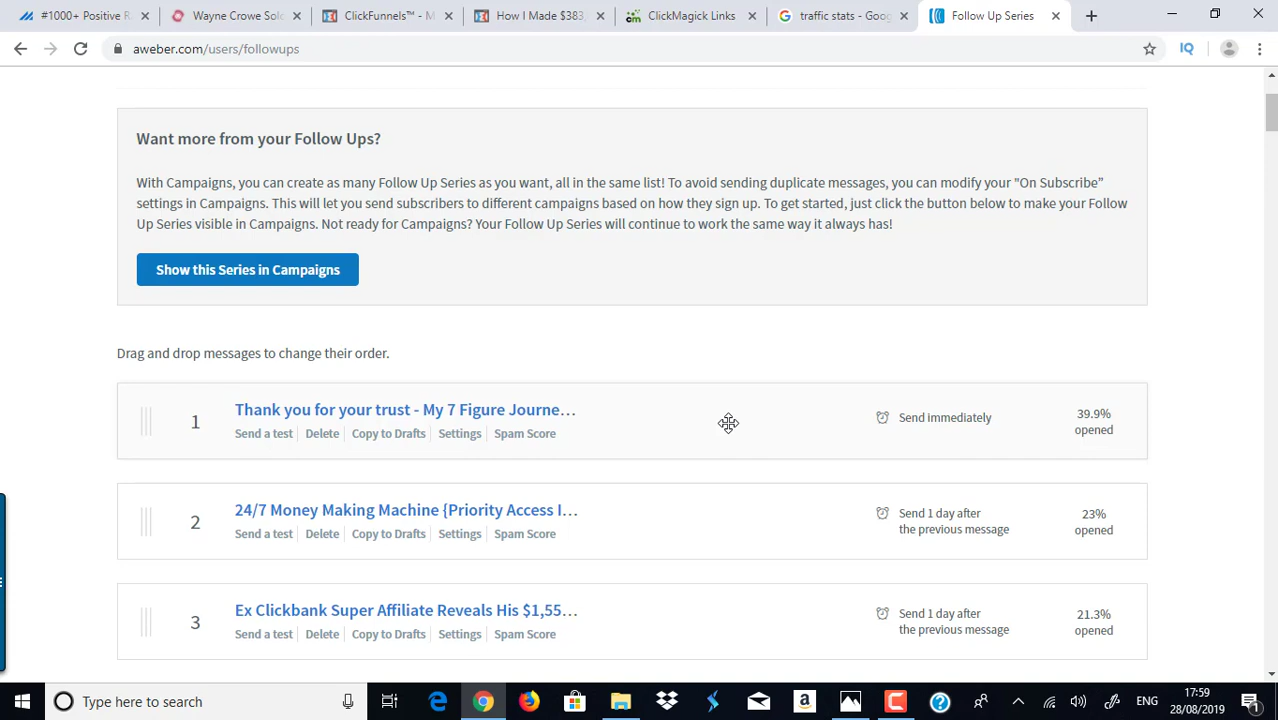 #1000+ Positive R
Wayne Crowe Solo
ClickFunnels™ - M
How I Made $383,
ClickMagick Links
traffic stats - Goog
Follow Up Series
aweber.com/users/followups
IQ
Want more from your Follow Ups?
With Campaigns, you can create as many Follow Up Series as you want, all in the same list! To avoid sending duplicate messages, you can modify your "On Subscribe"
settings in Campaigns. This will let you send subscribers to different campaigns based on how they sign up. To get started, just click the button below to make your Follow
Up Series visible in Campaigns. Not ready for Campaigns? Your Follow Up Series will continue to work the same way it always has!
Show this Series in Campaigns
Drag and drop messages to change their order.
1
Thank you for your trust - My 7 Figure Journe...
Send a test | Delete | Copy to Drafts | Settings | Spam Score
Send immediately
39.9%
opened
2
24/7 Money Making Machine {Priority Access I...
Send a test | Delete | Copy to Drafts | Settings | Spam Score
Send 1 day after
the previous message
23%
opened
3
Ex Clickbank Super Affiliate Reveals His $1,55...
Send a test | Delete | Copy to Drafts | Settings | Spam Score
Send 1 day after
the previous message
21.3%
opened
Type here to search
ENG
17:59
28/08/2019
1